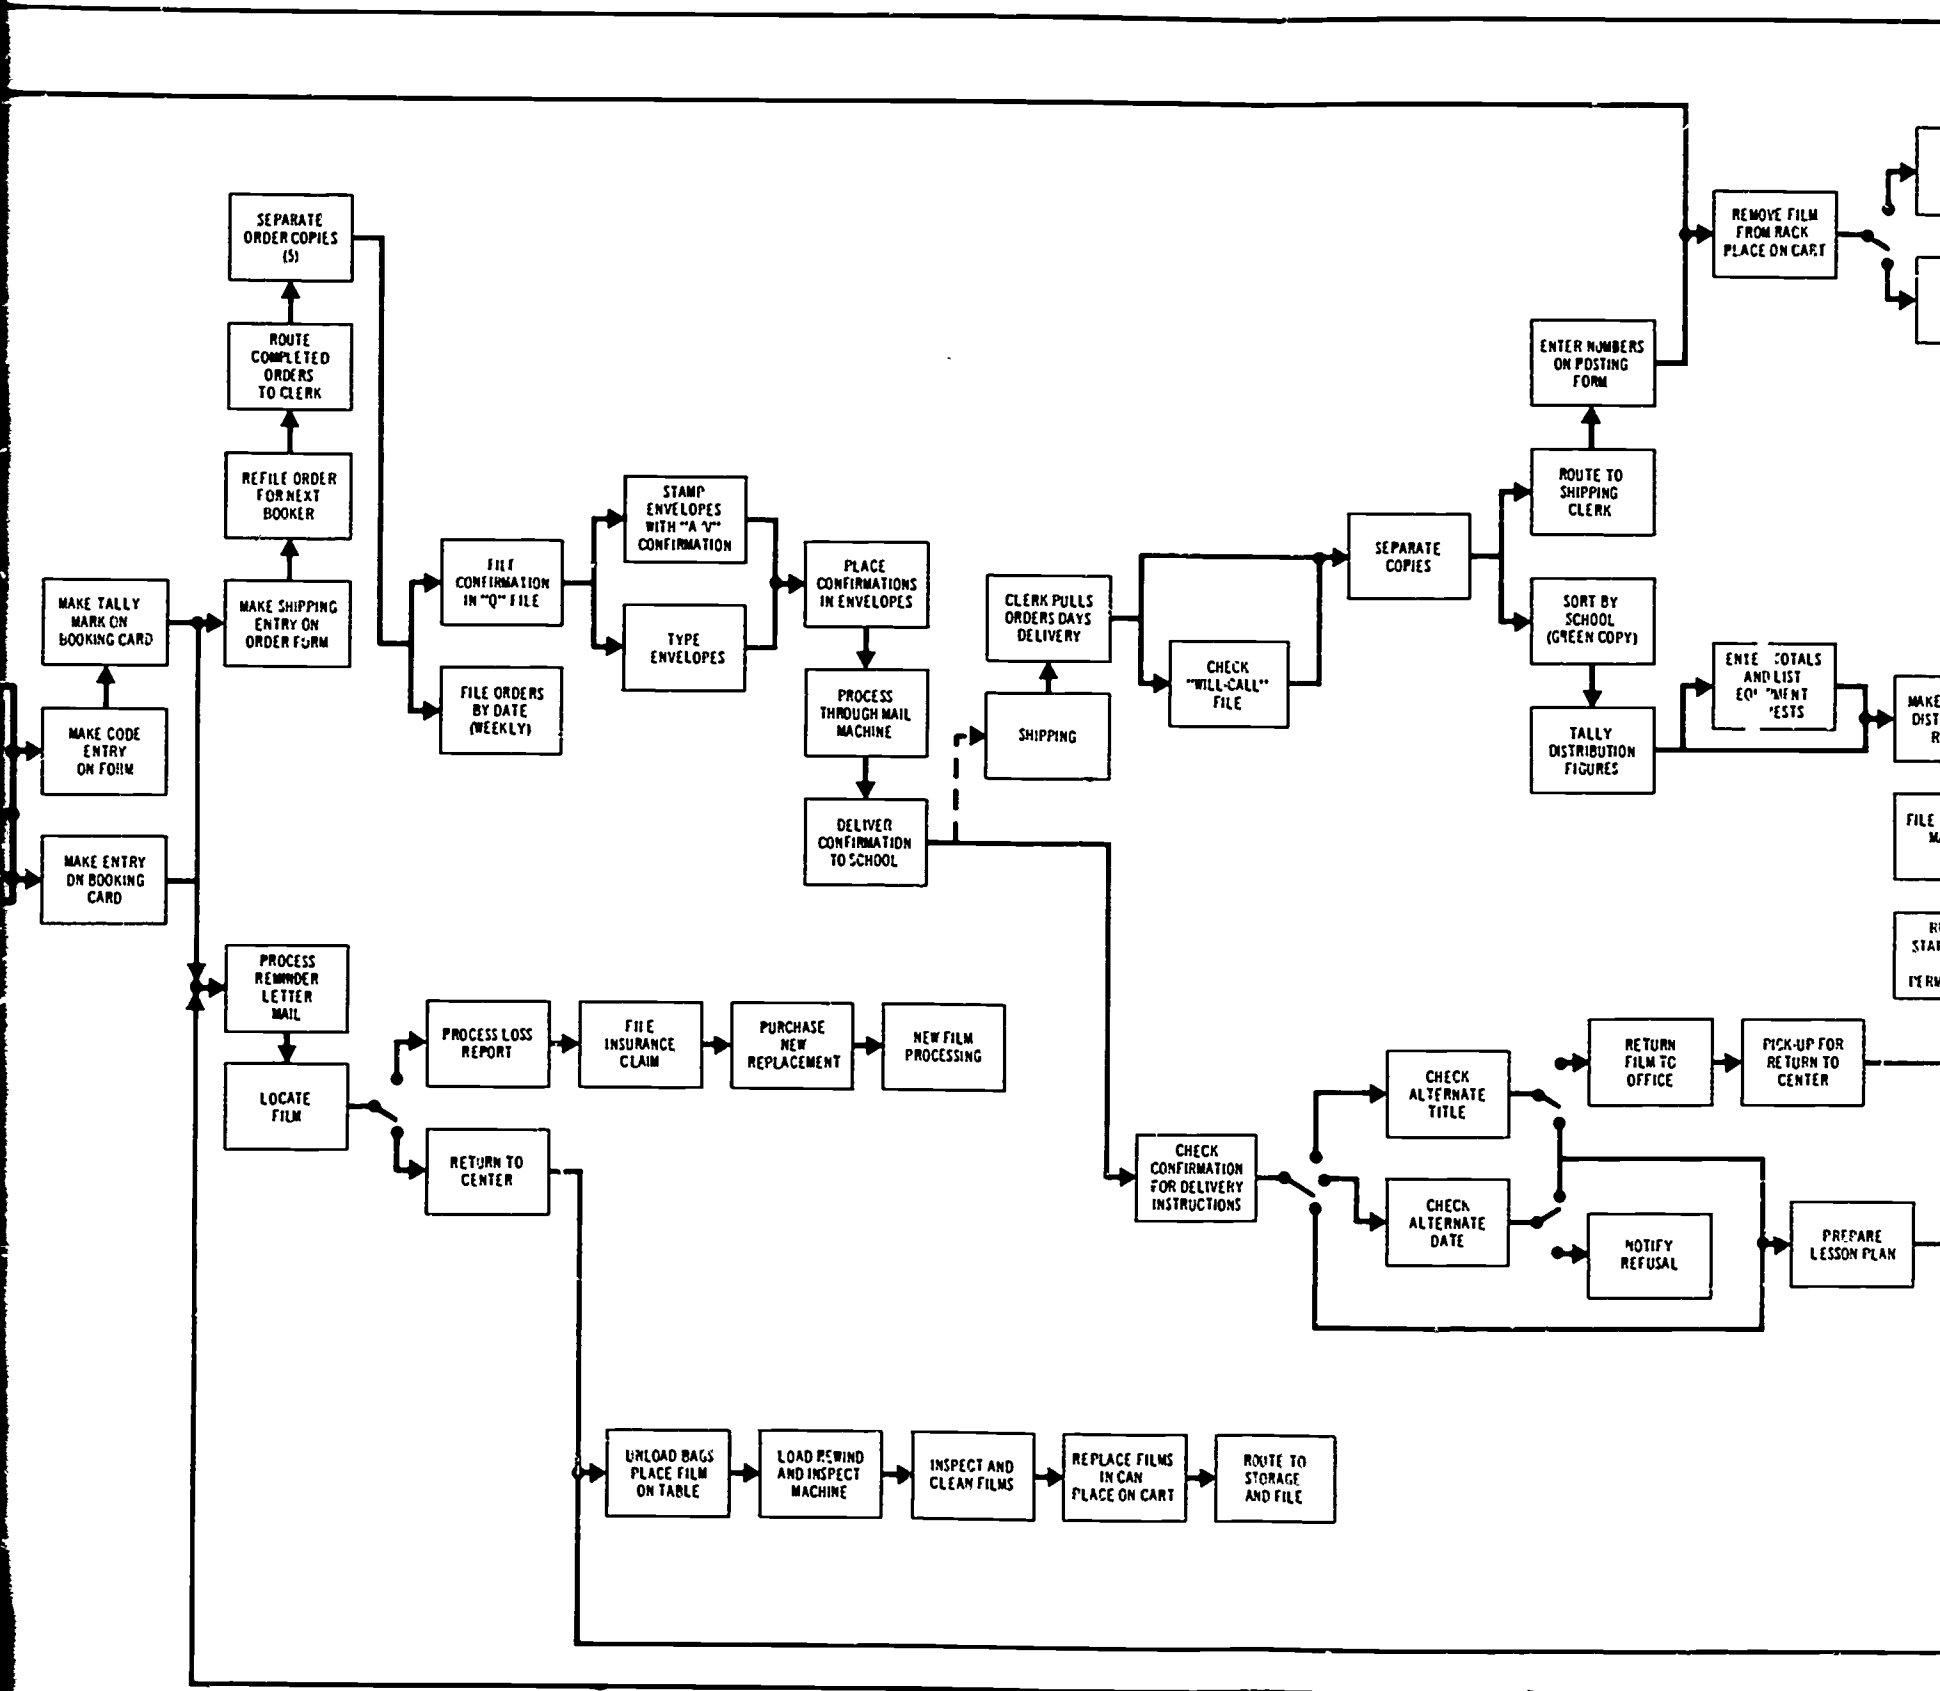 SEPARATE
ORDER COPIES
(5)
ROUTE
COMPLETED
ORDERS
TO CLERK
REFILE ORDER
FOR NEXT
BOOKER
MAKE TALLY
MARK ON
BOOKING CARD
MAKE SHIPPING
ENTRY ON
ORDER FORM
MAKE CODE
ENTRY
ON FORM
MAKE ENTRY
ON BOOKING
CARD
FILE
CONFIRMATION
IN "Q" FILE
FILE ORDERS
BY DATE
(WEEKLY)
STAMP
ENVELOPES
WITH "A V"
CONFIRMATION
TYPE
ENVELOPES
PLACE
CONFIRMATIONS
IN ENVELOPES
PROCESS
THROUGH MAIL
MACHINE
DELIVER
CONFIRMATION
TO SCHOOL
CLERK PULLS
ORDERS DAYS
DELIVERY
SHIPPING
CHECK
"WILL-CALL"
FILE
SEPARATE
COPIES
ENTER NUMBERS
ON POSTING
FORM
ROUTE TO
SHIPPING
CLERK
SORT BY
SCHOOL
(GREEN COPY)
TALLY
DISTRIBUTION
FIGURES
REMOVE FILM
FROM RACK
PLACE ON CART
TOTALS
AND LIST
MAKE
DIST
R
FILE
M
R
STA
PERM
PROCESS
REMINDER
LETTER
MAIL
LOCATE
FILM
PROCESS LOSS
REPORT
FILE
INSURANCE
CLAIM
PURCHASE
NEW
REPLACEMENT
NEW FILM
PROCESSING
RETURN TO
CENTER
CHECK
CONFIRMATION
FOR DELIVERY
INSTRUCTIONS
CHECK
ALTERNATE
TITLE
CHECK
ALTERNATE
DATE
RETURN
FILM TO
OFFICE
PICK-UP FOR
RETURN TO
CENTER
NOTIFY
REFUSAL
PREPARE
LESSON PLAN
UNLOAD BAGS
PLACE FILM
ON TABLE
LOAD REWIND
AND INSPECT
MACHINE
INSPECT AND
CLEAN FILMS
REPLACE FILMS
IN CAN
PLACE ON CART
ROUTE TO
STORAGE
AND FILE